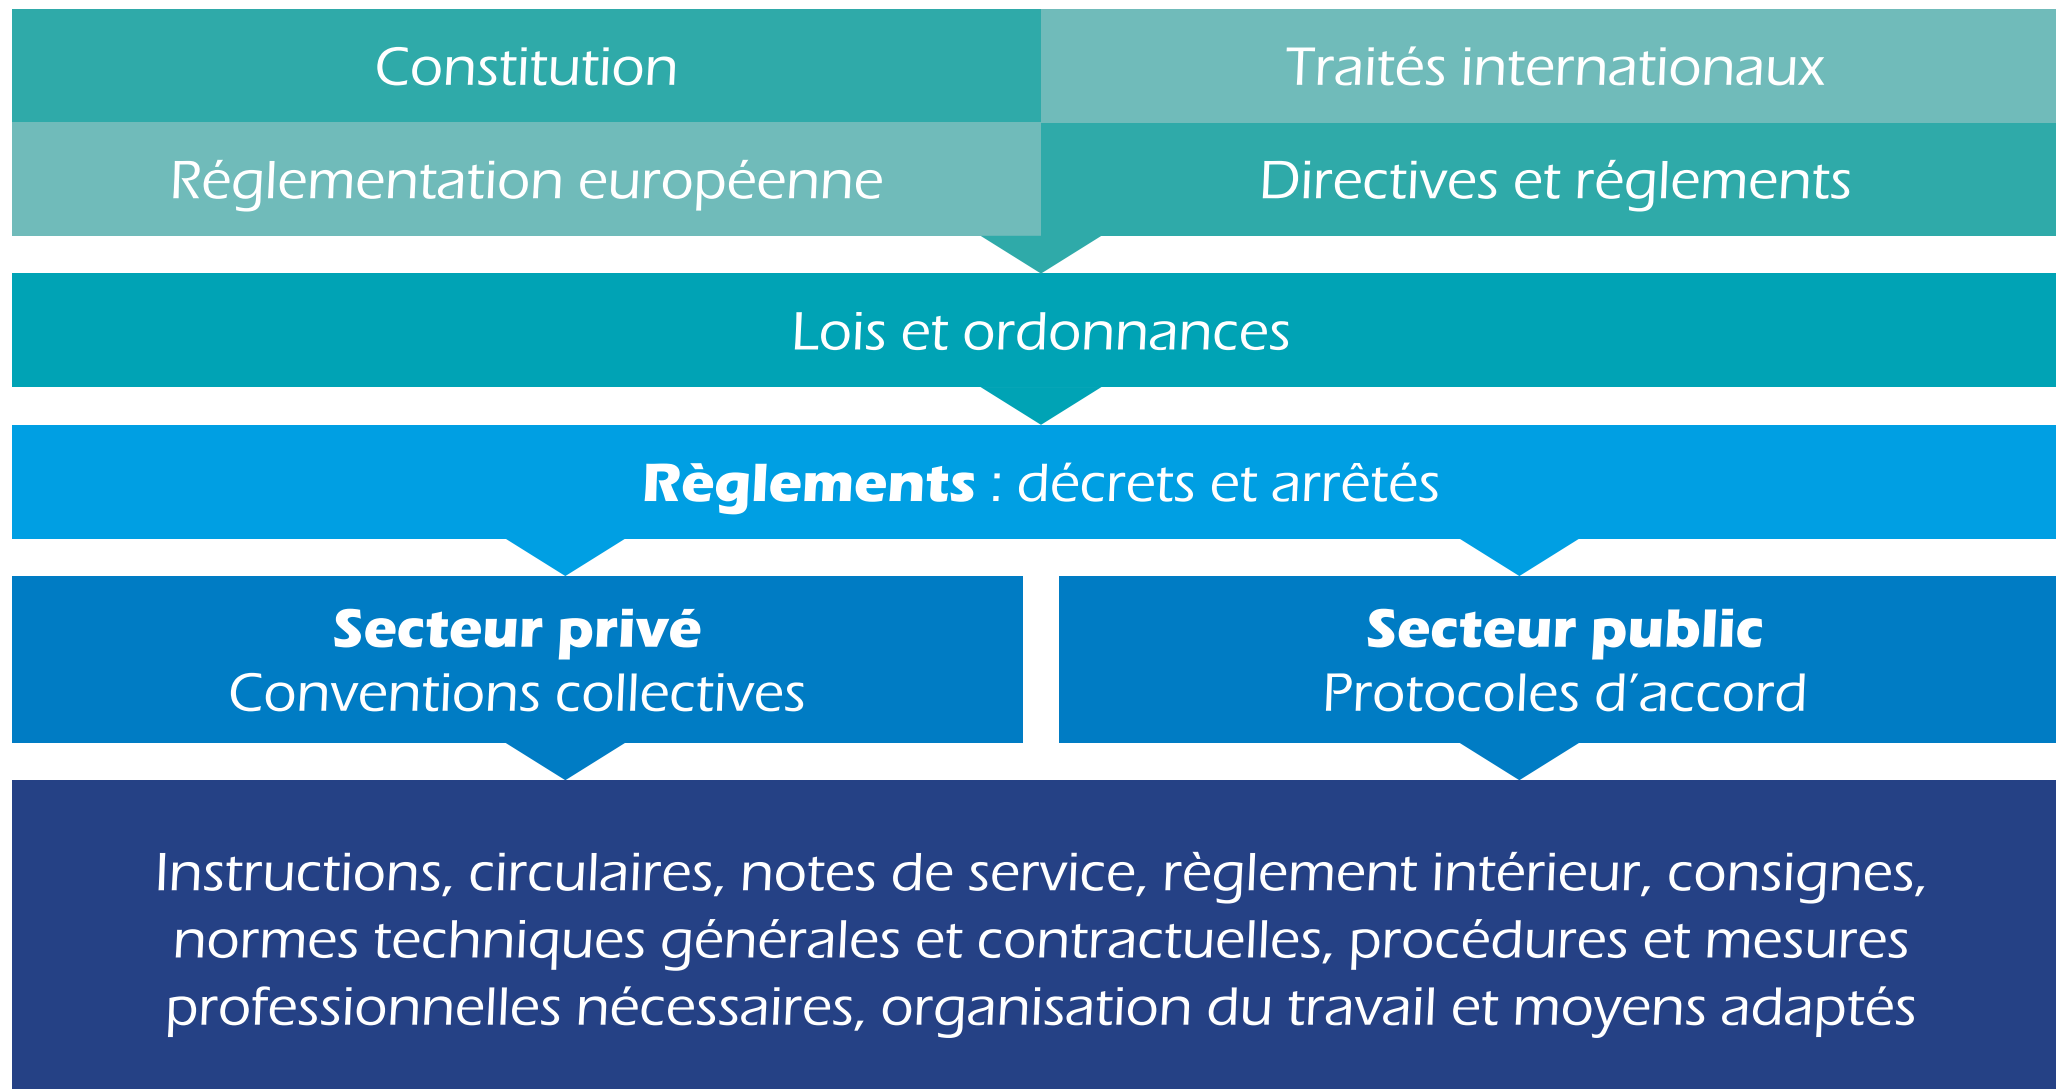 Constitution
Traités internationaux
Réglementation européenne
Directives et réglements
Lois et ordonnances
Règlements : décrets et arrêtés
Secteur privé
Conventions collectives
Secteur public
Protocoles d’accord
Instructions, circulaires, notes de service, règlement intérieur, consignes,
normes techniques générales et contractuelles, procédures et mesures
professionnelles nécessaires, organisation du travail et moyens adaptés